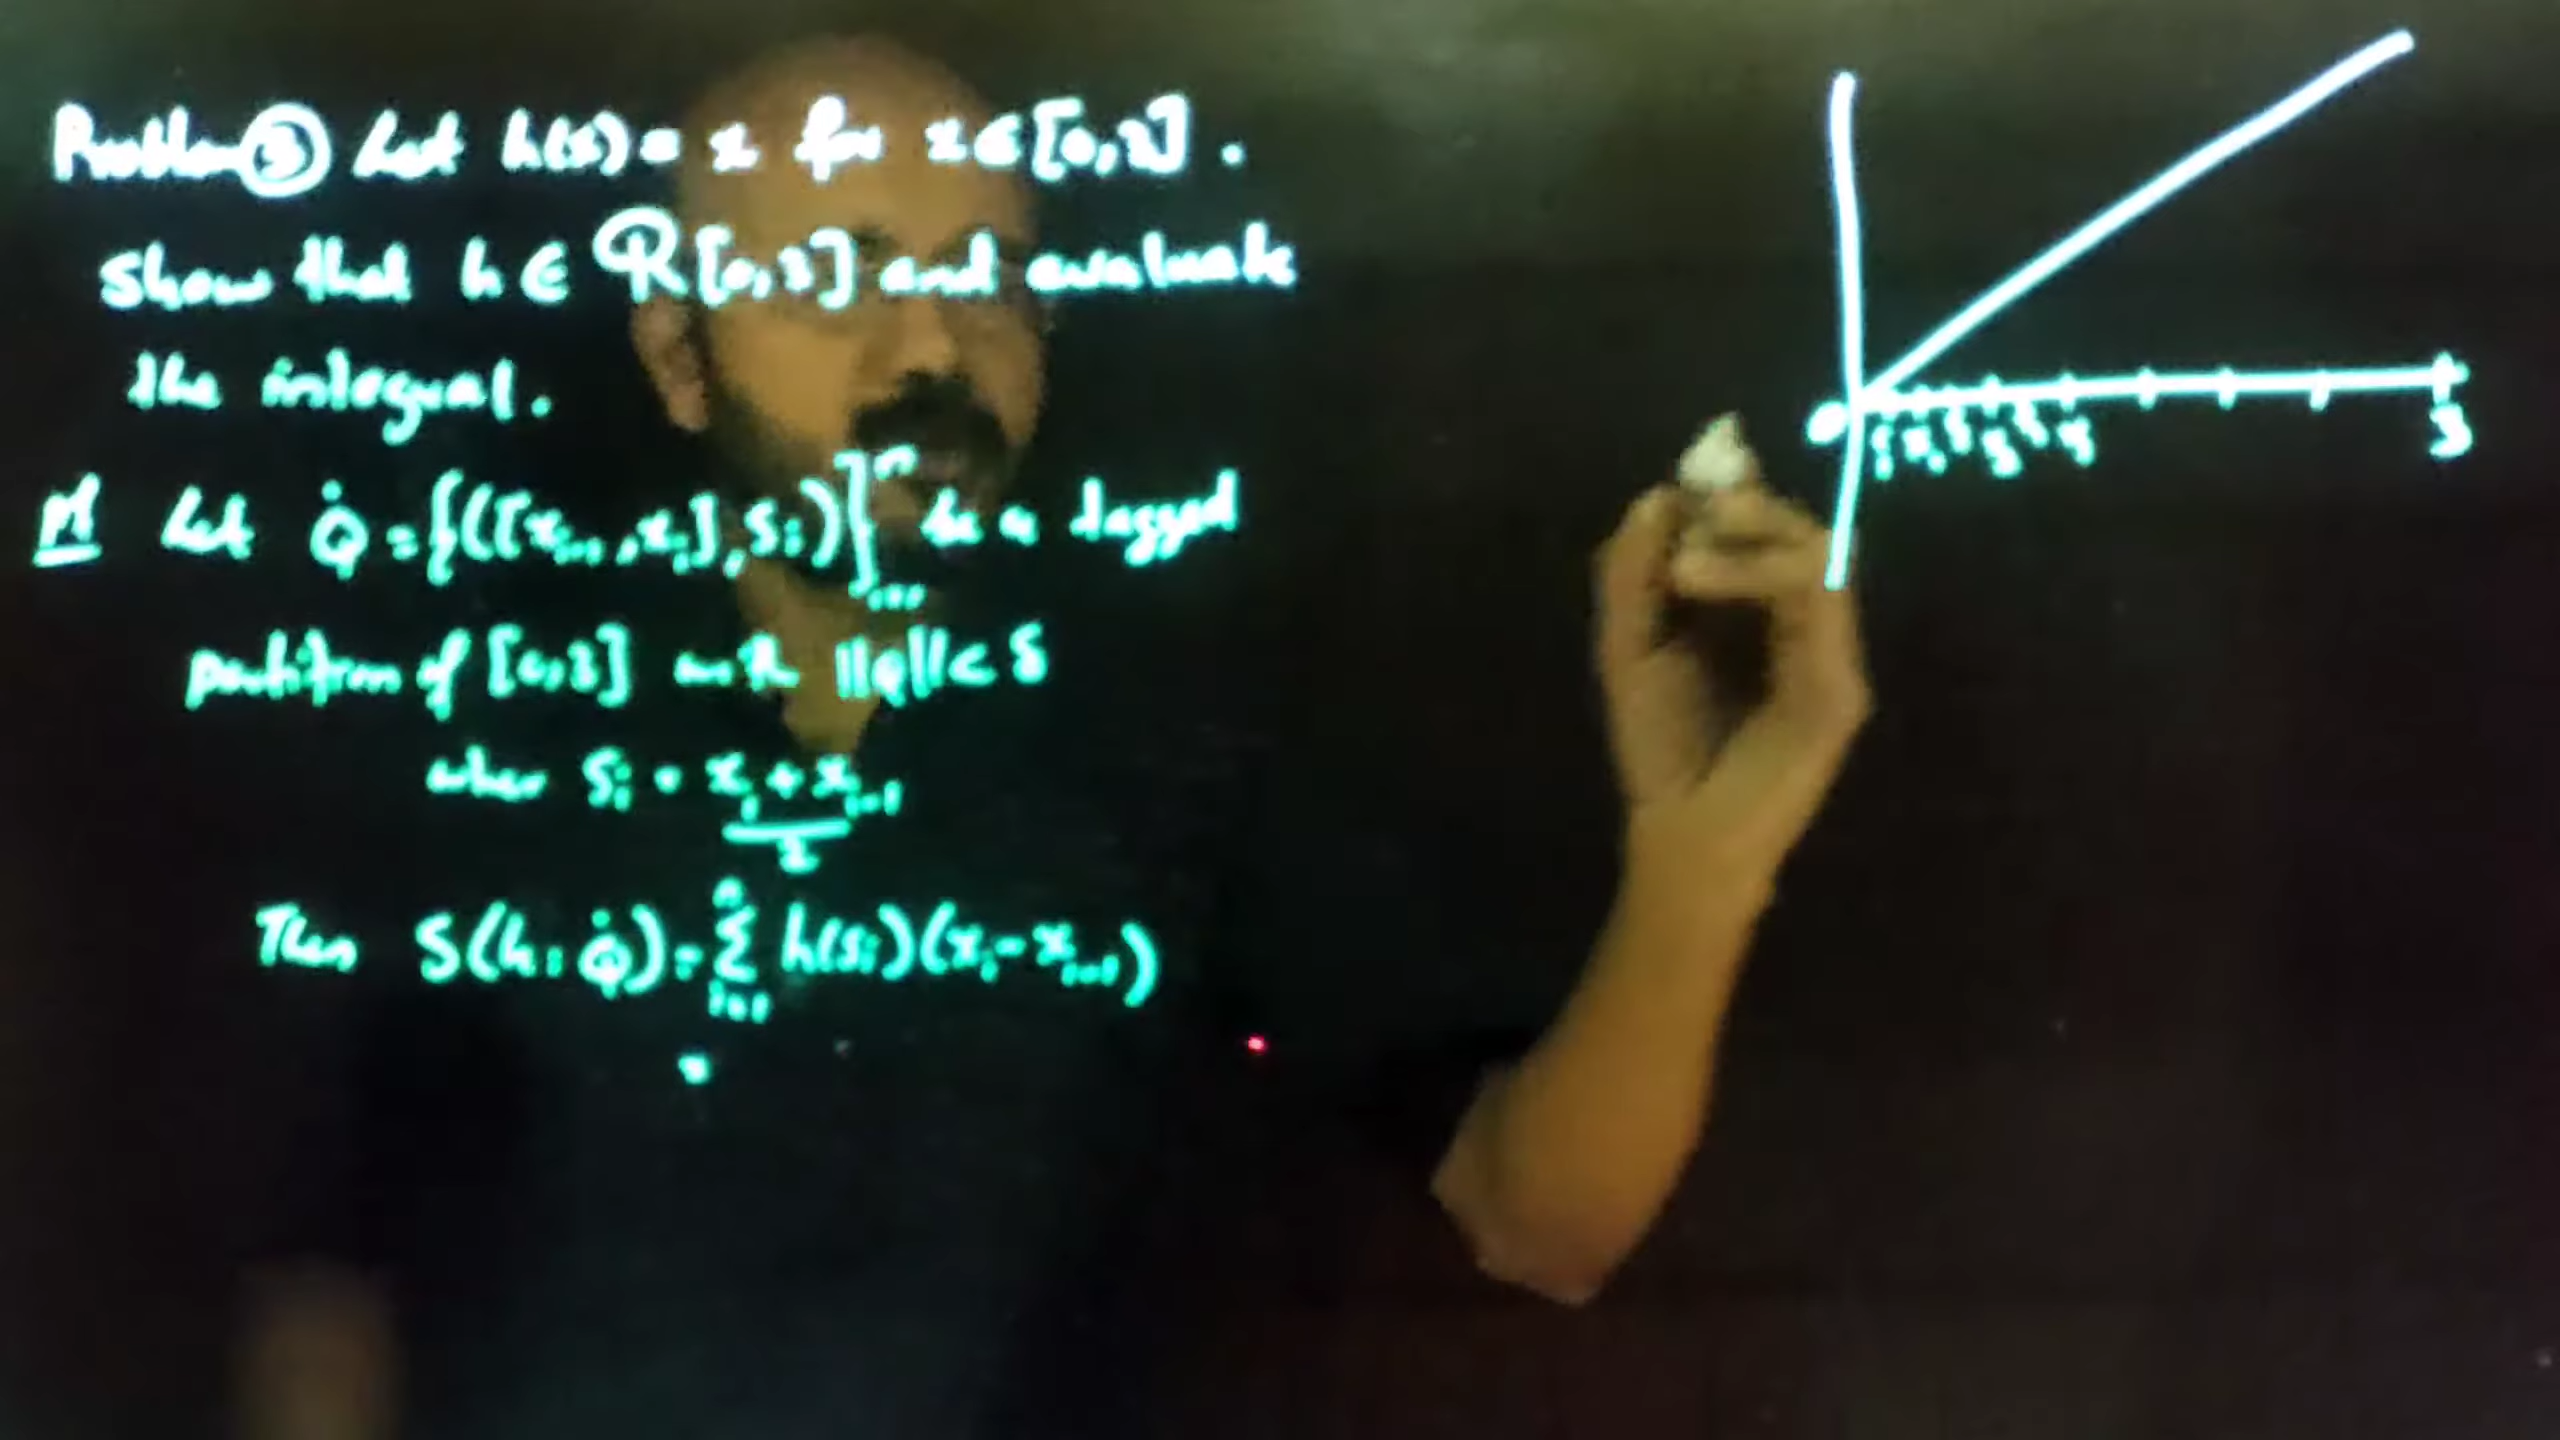 Problem ③ Let h(x) = x for x ∈ [0,3].
Show that h ∈ R[0,3] and evaluate
the integral.
Pf Let Q̇ = {([x_{i-1}, x_i], s_i)}_{i=1}^n be a tagged
partition of [0,3] with ||Q|| < δ
where s_i = (x_i + x_{i-1})/2
Then S(h: Q̇) = Σ_{i=1}^n h(s_i)(x_i - x_{i-1})
=
0
3